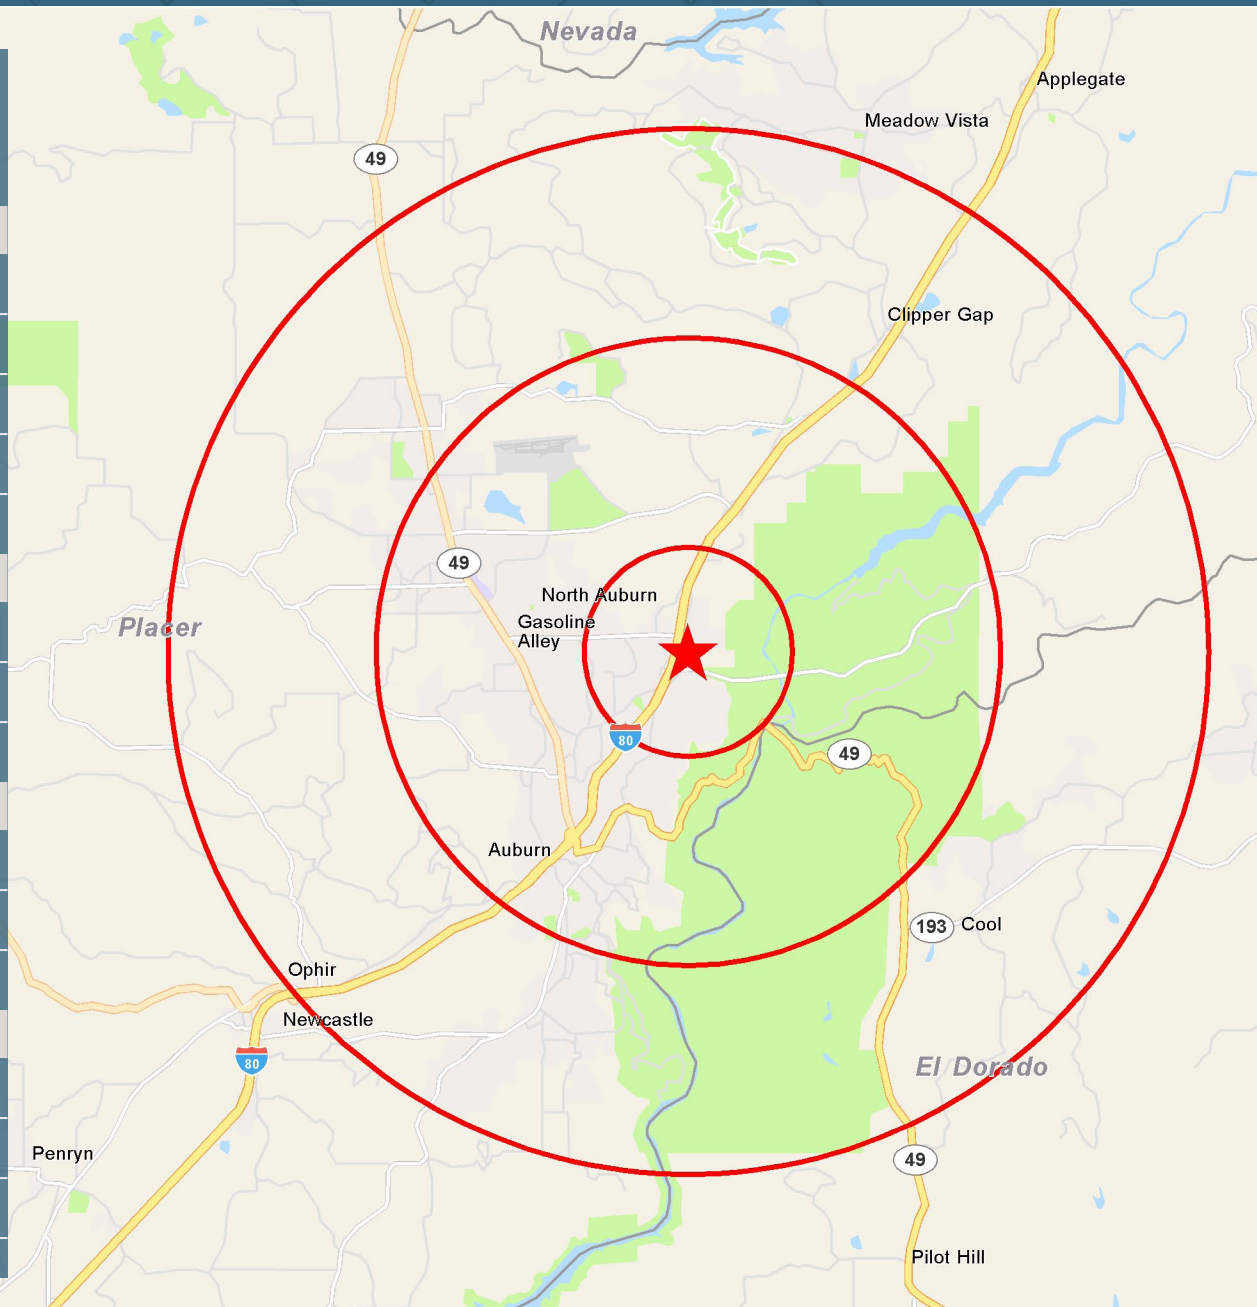 Nevada
Applegate
Meadow Vista
49
Clipper Gap
49
North Auburn
Gasoline
Alley
Placer
80
49
Auburn
193
Cool
Ophir
Newcastle
80
El Dorado
Penryn
49
Pilot Hill